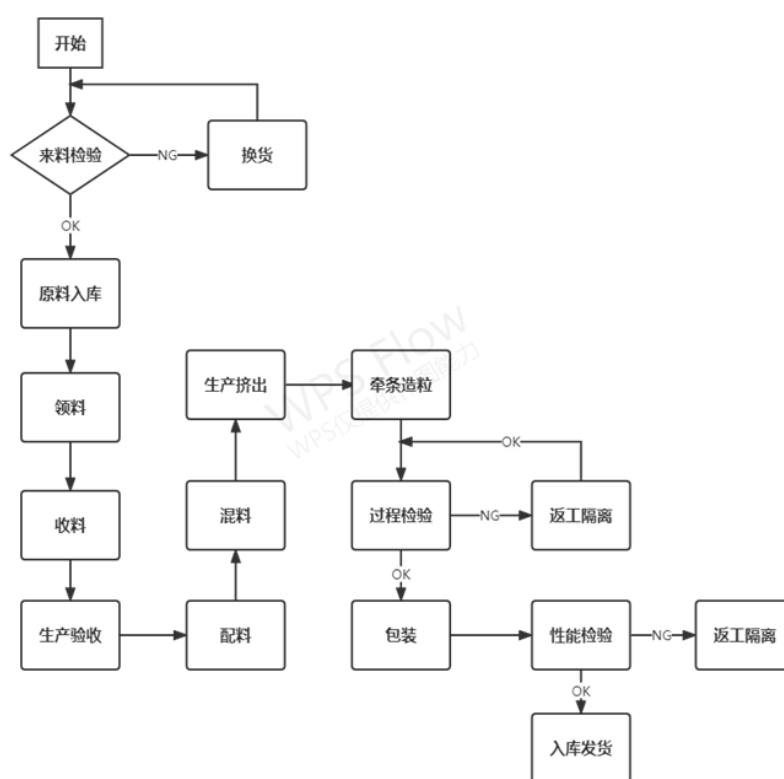 开始
来料检验
NG
换货
OK
原料入库
领料
收料
生产验收
配料
混料
生产挤出
牵条造粒
OK
过程检验
NG
返工隔离
OK
包装
性能检验
NG
返工隔离
OK
入库发货
WPS Flow